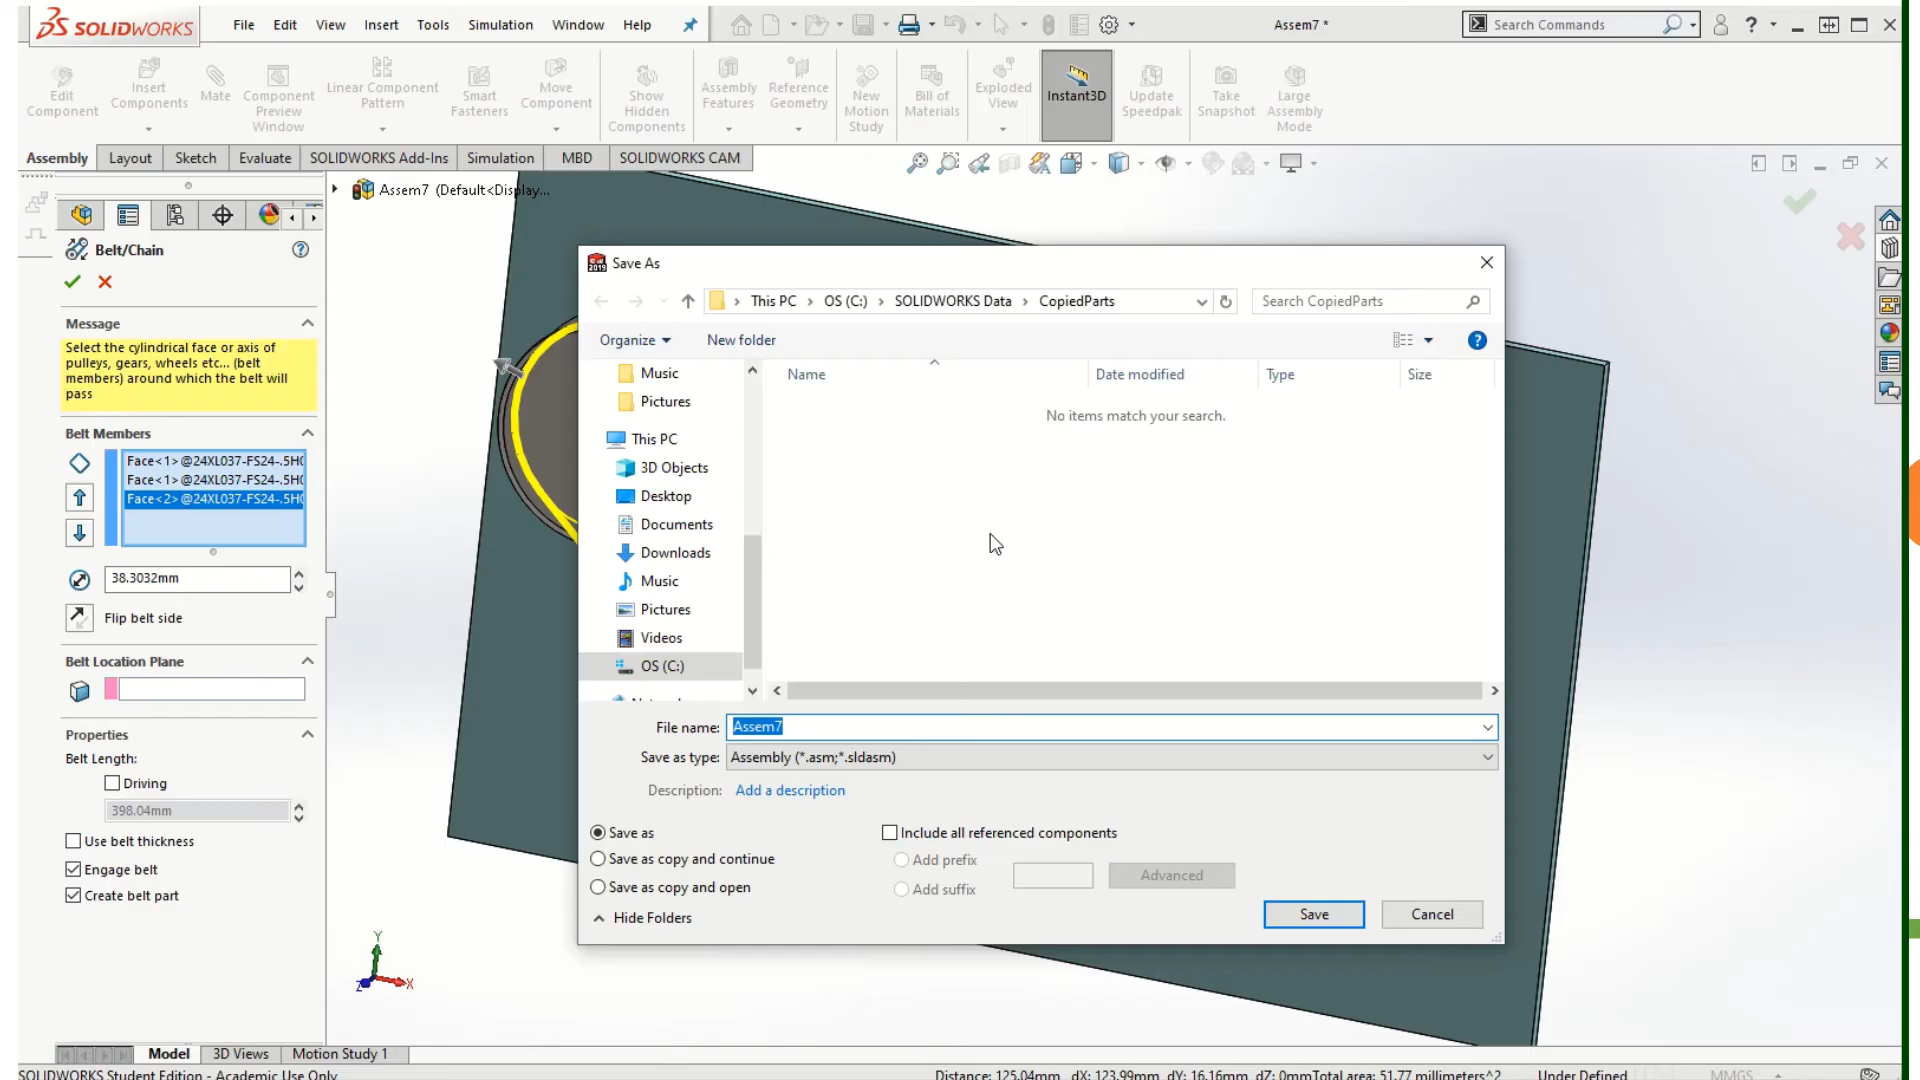 SOLIDWORKS
File Edit View Insert Tools Simulation Window Help
Assem7 *
Search Commands
Edit Component
Insert Components
Mate
Component Preview Window
Linear Component Pattern
Smart Fasteners
Move Component
Show Hidden Components
Assembly Features
Reference Geometry
New Motion Study
Bill of Materials
Exploded View
Instant3D
Update Speedpak
Take Snapshot
Large Assembly Mode
Assembly Layout Sketch Evaluate SOLIDWORKS Add-Ins Simulation MBD SOLIDWORKS CAM
Assem7 (Default<Display...
Belt/Chain
Message
Select the cylindrical face or axis of
pulleys, gears, wheels etc... (belt
members) around which the belt will
pass
Belt Members
Face<1>@24XL037-FS24-.5H
Face<1>@24XL037-FS24-.5H
Face<2>@24XL037-FS24-.5H
38.3032mm
Flip belt side
Belt Location Plane
Properties
Belt Length:
Driving
398.04mm
Use belt thickness
Engage belt
Create belt part
Save As
This PC > OS (C:) > SOLIDWORKS Data > CopiedParts
Search CopiedParts
Organize
New folder
Music
Pictures
This PC
3D Objects
Desktop
Documents
Downloads
Music
Pictures
Videos
OS (C:)
Name Date modified Type Size
No items match your search.
File name: Assem7
Save as type: Assembly (*.asm;*.sldasm)
Description: Add a description
Save as
Save as copy and continue
Save as copy and open
Include all referenced components
Add prefix
Add suffix
Advanced
Hide Folders
Save
Cancel
Y
X
Z
Model 3D Views Motion Study 1
SOLIDWORKS Student Edition - Academic Use Only
Distance: 125.04mm dX: 123.99mm dY: 16.16mm dZ: 0mmTotal area: 51.77 millimeters^2
Under Defined
MMGS